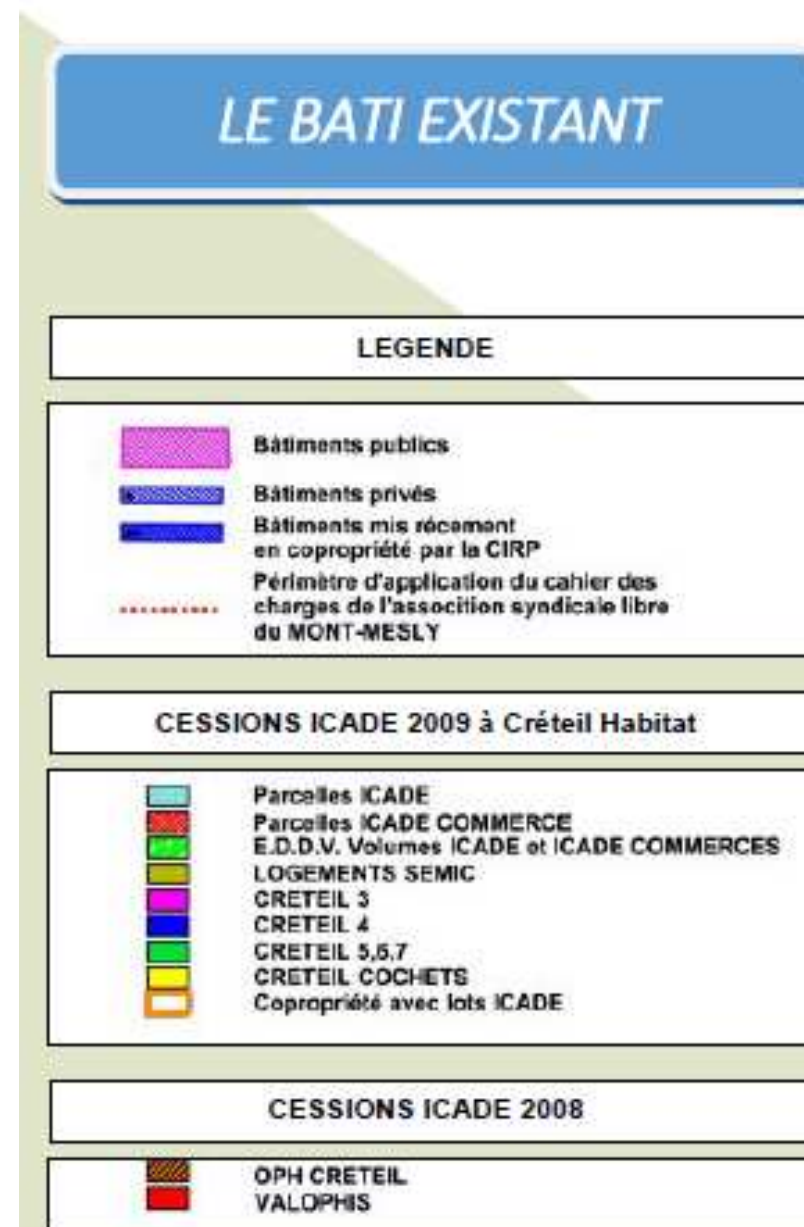 LE BATI EXISTANT
LEGENDE
Bâtiments publics
Bâtiments privés
Bâtiments mis récement
en copropriété par la CIRP
Périmètre d'application du cahier des
charges de l'assocition syndicale libre
du MONT-MESLY
CESSIONS ICADE 2009 à Créteil Habitat
Parcelles ICADE
Parcelles ICADE COMMERCE
E.D.D.V. Volumes ICADE et ICADE COMMERCES
LOGEMENTS SEMIC
CRETEIL 3
CRETEIL 4
CRETEIL 5,6,7
CRETEIL COCHETS
Copropriété avec lots ICADE
CESSIONS ICADE 2008
OPH CRETEIL
VALOPHIS